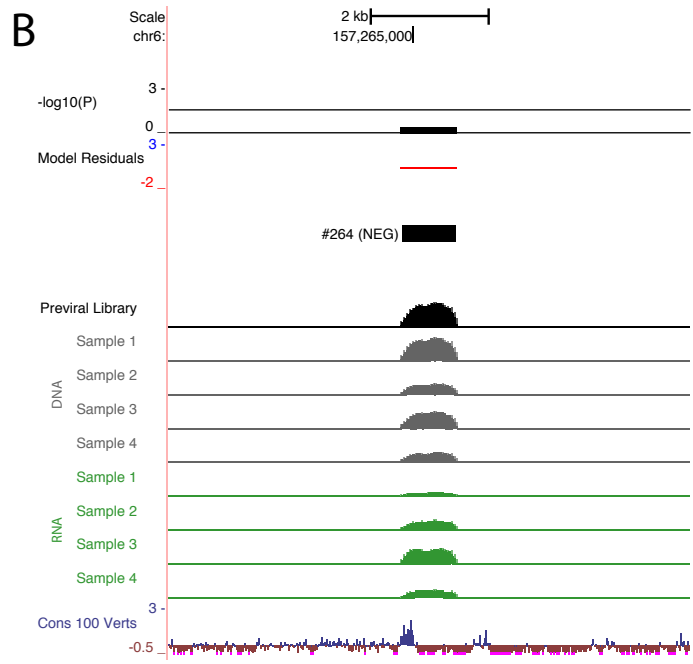 B
Scale 2 kb
chr6: 157,265,000
3 -
-log10(P)
0 _
3 -
Model Residuals
-2 _
#264 (NEG)
Previral Library
Sample 1
Sample 2
DNA
Sample 3
Sample 4
Sample 1
Sample 2
RNA
Sample 3
Sample 4
3 -
Cons 100 Verts
-0.5 _